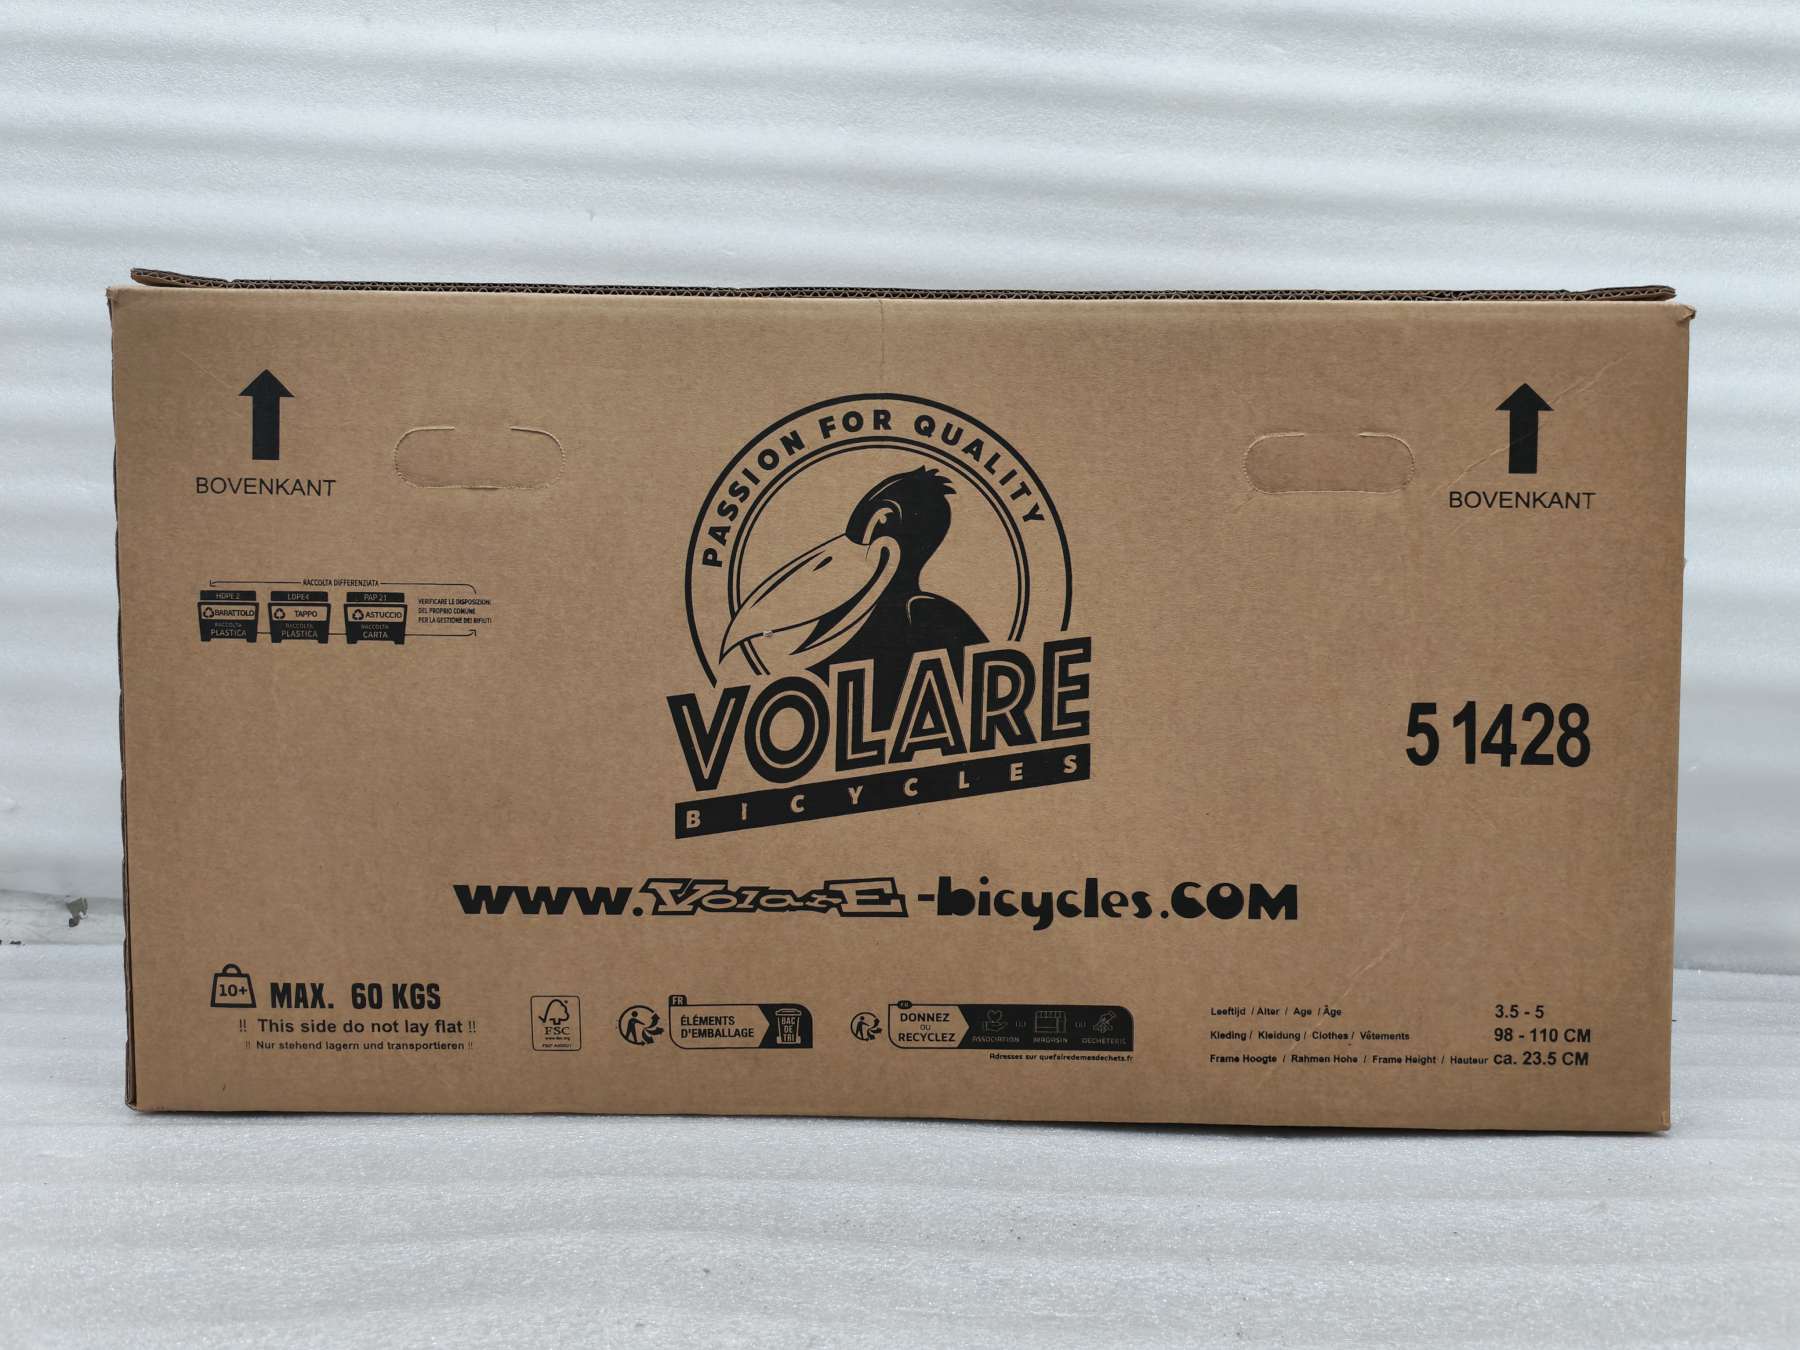 BOVENKANT
BOVENKANT
PASSION FOR QUALITY
RACCOLTA DIFFERENZIATA
HDPE 2
LDPE4
PAP 21
BARATTOLO
TAPPO
ASTUCCIO
RACCOLTA
PLASTICA
RACCOLTA
PLASTICA
RACCOLTA
CARTA
VERIFICARE LE DISPOSIZIONI
DEL PROPRIO COMUNE
PER LA GESTIONE DEI RIFIUTI
VOLARE
BICYCLES
51428
www.VolarE-bicycles.COM
10+
MAX. 60 KGS
!! This side do not lay flat !!
!! Nur stehend lagern und transportieren !!
FSC
FR
ÉLÉMENTS
D'EMBALLAGE
BAC
DE
TRI
DONNEZ
OU
RECYCLEZ
ASSOCIATION
OU
MAGASIN
OU
DÉCHÈTERIE
Adresses sur quefairedemesdechets.fr
Leeftijd / Alter / Age / Âge 3.5 - 5
Kleding / Kleidung / Clothes / Vêtements 98 - 110 CM
Frame Hoogte / Rahmen Hohe / Frame Height / Hauteur ca. 23.5 CM